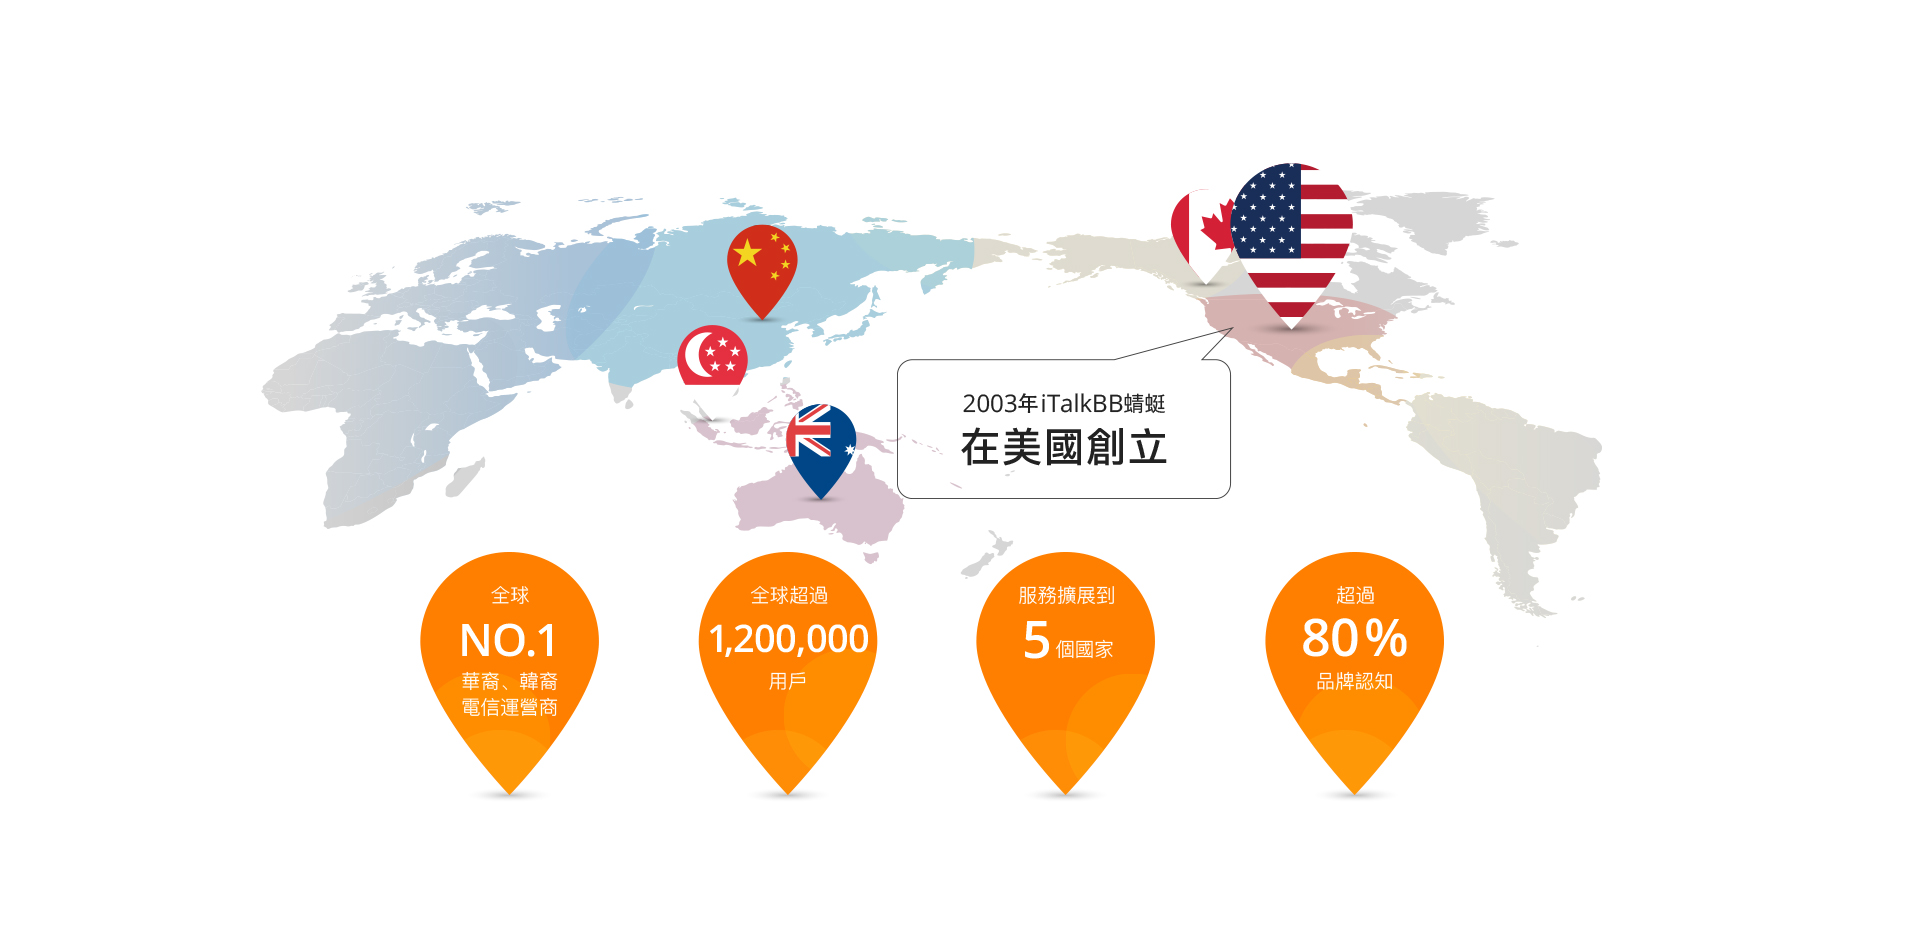 2003年iTalkBB蜻蜓
在美國創立
全球
NO.1
華裔、韓裔
電信運營商
全球超過
1,200,000
用戶
服務擴展到
5 個國家
超過
80%
品牌認知